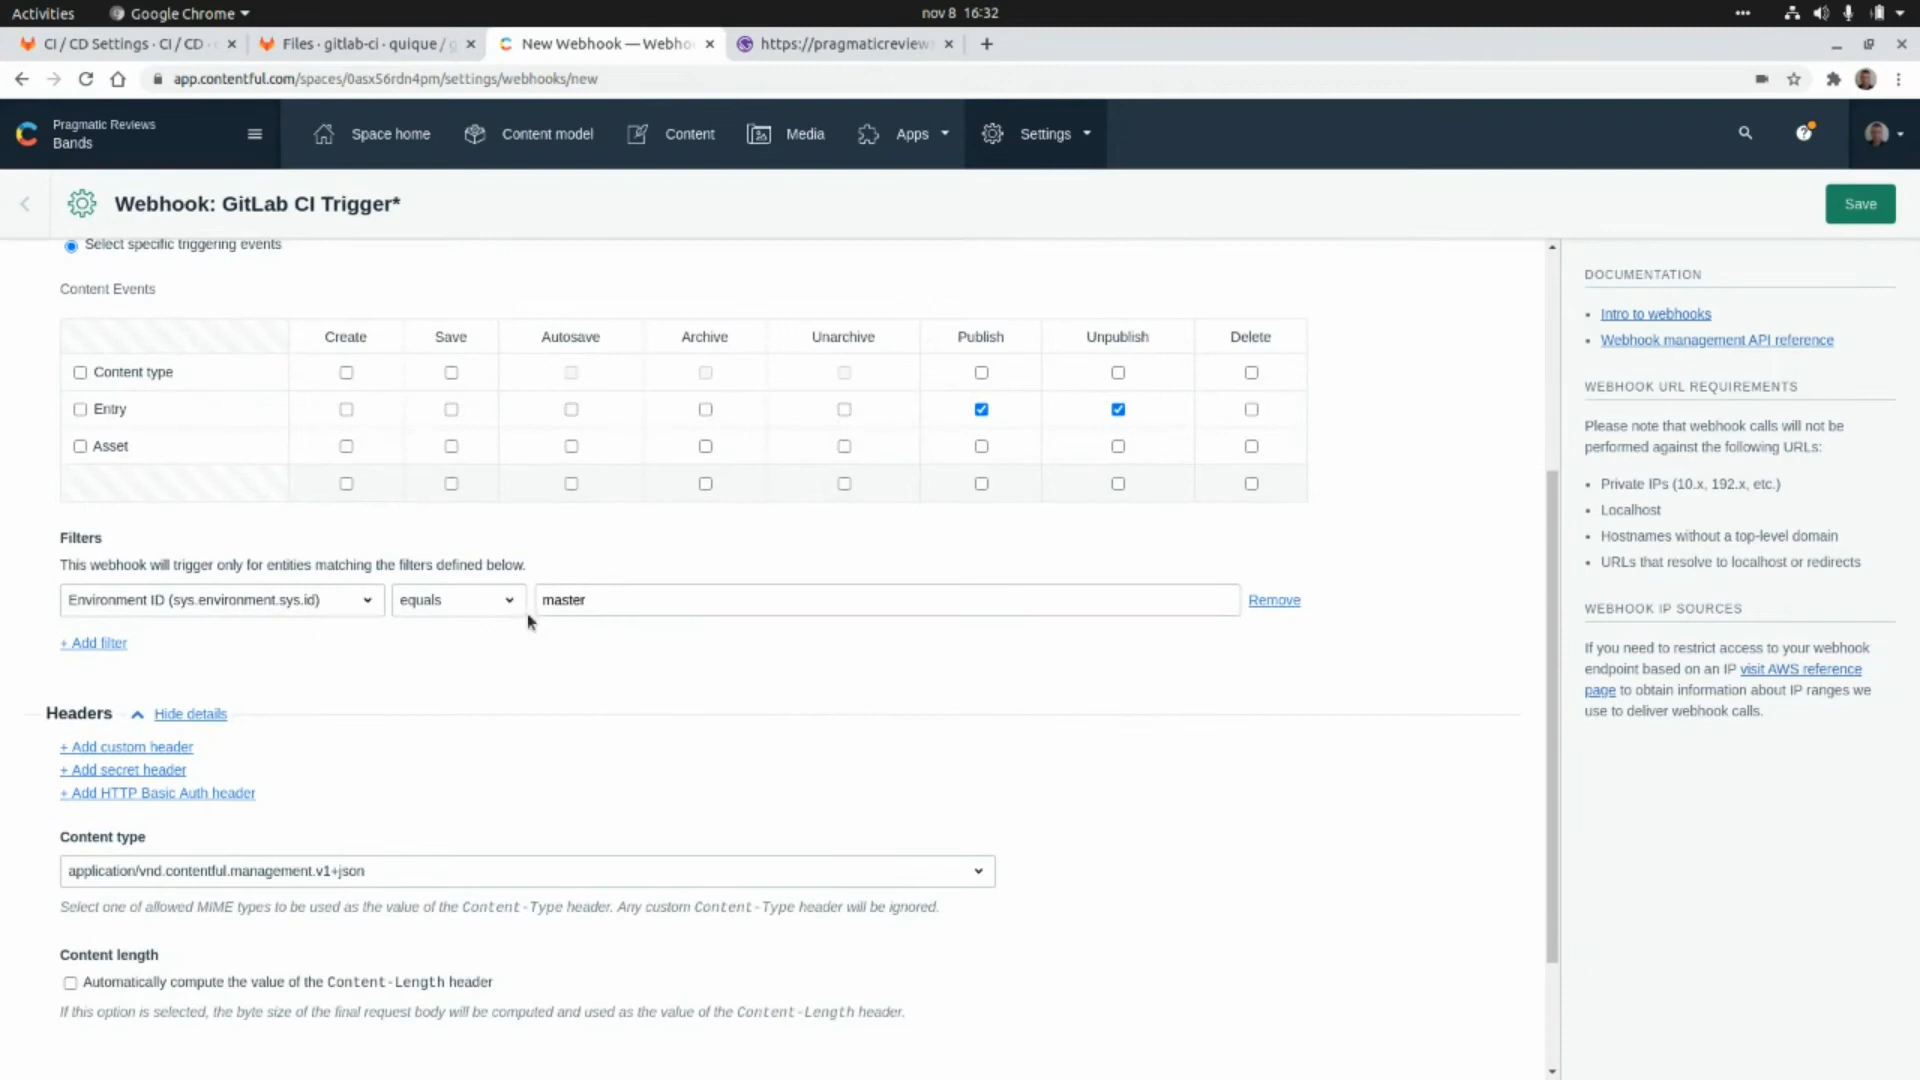 Activities
Google Chrome
nov 8 16:32
CI / CD Settings · CI / CD
Files · gitlab-ci · quique / g
New Webhook — Webho
https://pragmaticreview
app.contentful.com/spaces/0asx56rdn4pm/settings/webhooks/new
Pragmatic Reviews
Bands
Space home
Content model
Content
Media
Apps
Settings
Webhook: GitLab CI Trigger*
Save
Select specific triggering events
Content Events
Create Save Autosave Archive Unarchive Publish Unpublish Delete
Content type
Entry
Asset
Filters
This webhook will trigger only for entities matching the filters defined below.
Environment ID (sys.environment.sys.id) equals master Remove
+ Add filter
Headers Hide details
+ Add custom header
+ Add secret header
+ Add HTTP Basic Auth header
Content type
application/vnd.contentful.management.v1+json
Select one of allowed MIME types to be used as the value of the Content-Type header. Any custom Content-Type header will be ignored.
Content length
Automatically compute the value of the Content-Length header
If this option is selected, the byte size of the final request body will be computed and used as the value of the Content-Length header.
DOCUMENTATION
Intro to webhooks
Webhook management API reference
WEBHOOK URL REQUIREMENTS
Please note that webhook calls will not be
performed against the following URLs:
Private IPs (10.x, 192.x, etc.)
Localhost
Hostnames without a top-level domain
URLs that resolve to localhost or redirects
WEBHOOK IP SOURCES
If you need to restrict access to your webhook
endpoint based on an IP visit AWS reference
page to obtain information about IP ranges we
use to deliver webhook calls.